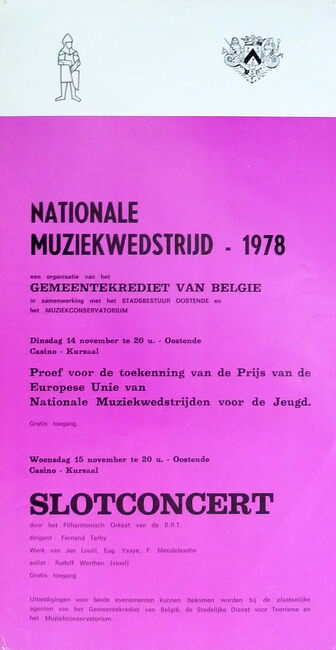 NATIONALE
MUZIEKWEDSTRIJD - 1978
een organisatie van het
GEMEENTEKREDIET VAN BELGIE
in samenwerking met het STADSBESTUUR OOSTENDE en
het MUZIEKCONSERVATORIUM
Dinsdag 14 november te 20 u. - Oostende
Casino - Kursaal
Proef voor de toekenning van de Prijs van de
Europese Unie van
Nationale Muziekwedstrijden voor de Jeugd.
Gratis toegang.
Woensdag 15 november te 20 u. - Oostende
Casino - Kursaal
SLOTCONCERT
door het Filharmonisch Orkest van de B.R.T.
dirigent : Fernand Terby
Werk van Jan Louël, Eug. Ysaye, F. Mendelssohn
solist : Rudolf Werthen (viool)
Gratis toegang
Uitnodigingen voor beide evenementen kunnen bekomen worden bij de plaatselijke
agenten van het Gemeentekrediet van België, de Stedelijke Dienst voor Toerisme en
het Muziekconservatorium.